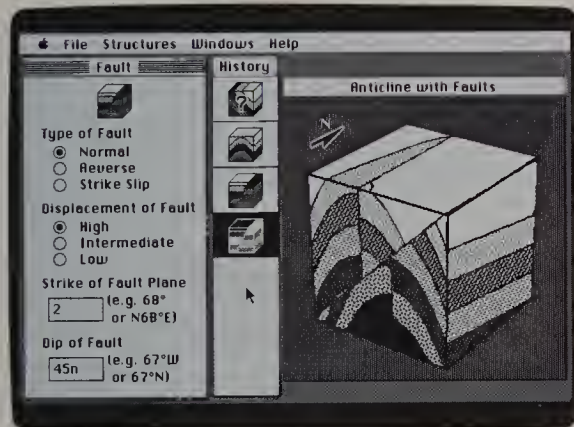 File Structures Windows Help
Fault
Type of Fault
Normal
Reverse
Strike Slip
Displacement of Fault
High
Intermediate
Low
Strike of Fault Plane
2
(e.g. 68°
or N68°E)
Dip of Fault
45n
(e.g. 67°W
or 67°N)
History
?
Anticline with Faults
N